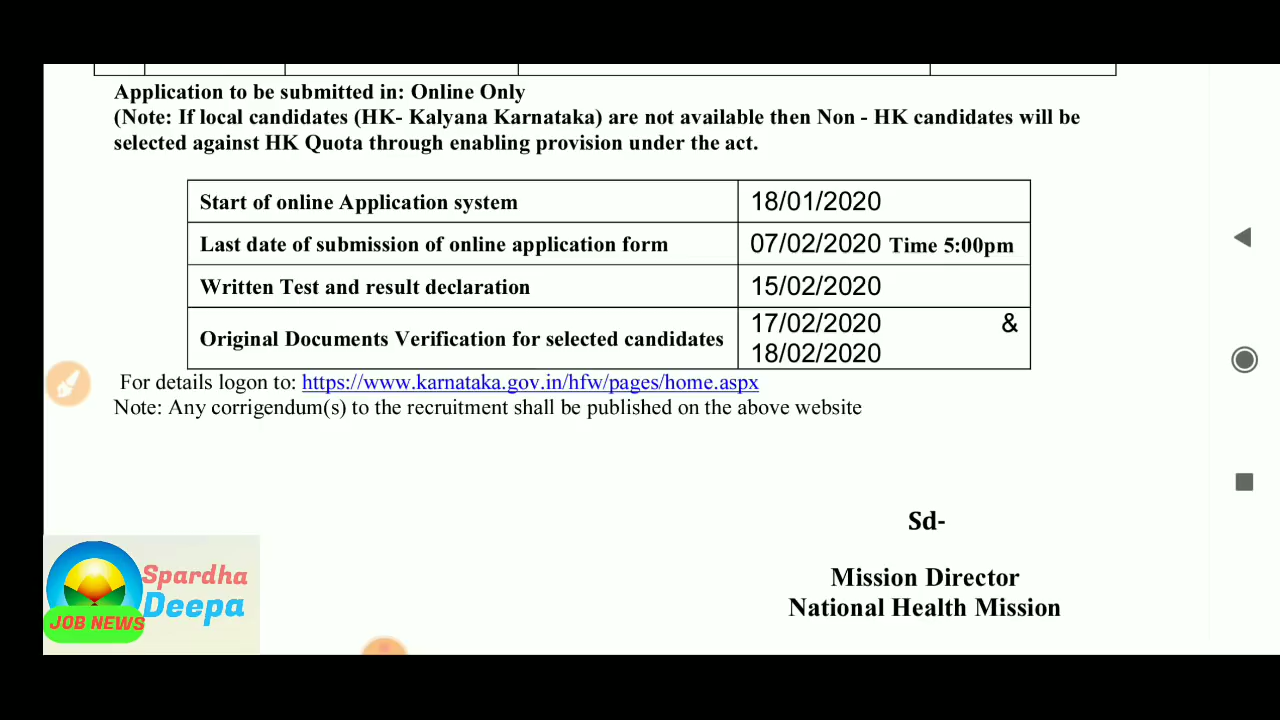 Application to be submitted in: Online Only
(Note: If local candidates (HK- Kalyana Karnataka) are not available then Non - HK candidates will be
selected against HK Quota through enabling provision under the act.
Start of online Application system 18/01/2020
Last date of submission of online application form 07/02/2020 Time 5:00pm
Written Test and result declaration 15/02/2020
Original Documents Verification for selected candidates 17/02/2020 &
18/02/2020
For details logon to: https://www.karnataka.gov.in/hfw/pages/home.aspx
Note: Any corrigendum(s) to the recruitment shall be published on the above website
Sd-
Mission Director
National Health Mission
Spardha
Deepa
JOB NEWS